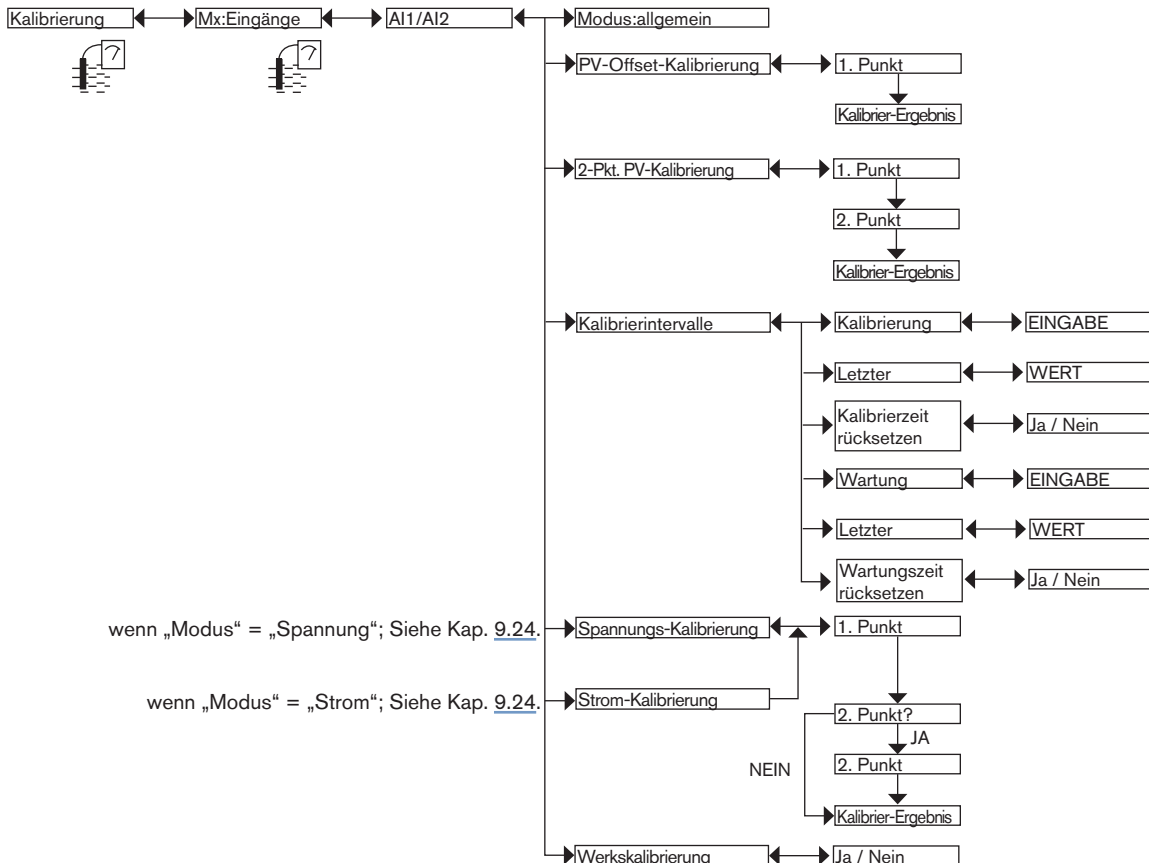 Kalibrierung
Mx:Eingänge
AI1/AI2
Modus:allgemein
PV-Offset-Kalibrierung
1. Punkt
Kalibrier-Ergebnis
2-Pkt. PV-Kalibrierung
1. Punkt
2. Punkt
Kalibrier-Ergebnis
Kalibrierintervalle
Kalibrierung
EINGABE
Letzter
WERT
Kalibrierzeit
rücksetzen
Ja / Nein
Wartung
EINGABE
Letzter
WERT
Wartungszeit
rücksetzen
Ja / Nein
wenn „Modus“ = „Spannung“; Siehe Kap. 9.24.
Spannungs-Kalibrierung
1. Punkt
wenn „Modus“ = „Strom“; Siehe Kap. 9.24.
Strom-Kalibrierung
2. Punkt?
JA
NEIN
2. Punkt
Kalibrier-Ergebnis
Werkskalibrierung
Ja / Nein